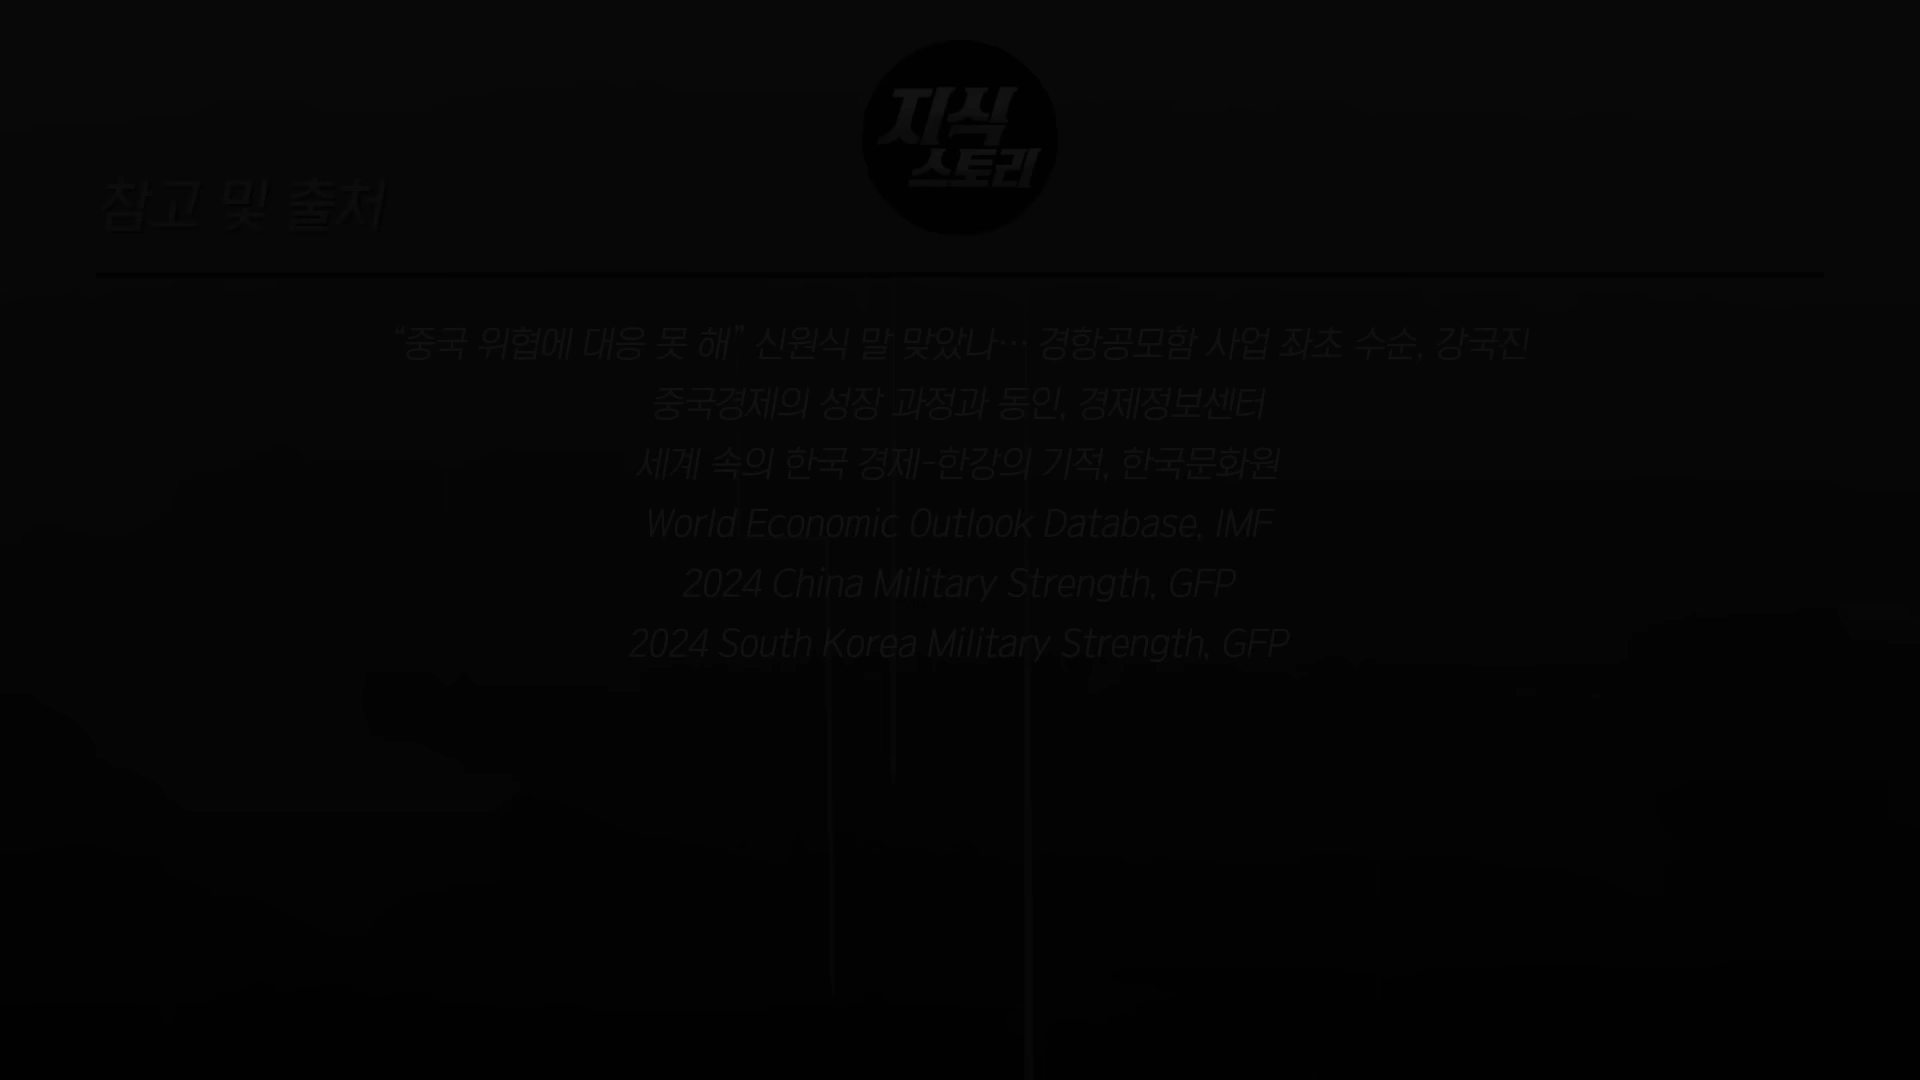 지식
스토리
참고 및 출처
“중국 위협에 대응 못 해” 신원식 말 맞았나… 경항공모함 사업 좌초 수순, 강국진
중국경제의 성장 과정과 동인, 경제정보센터
세계 속의 한국 경제-한강의 기적, 한국문화원
World Economic Outlook Database, IMF
2024 China Military Strength, GFP
2024 South Korea Military Strength, GFP